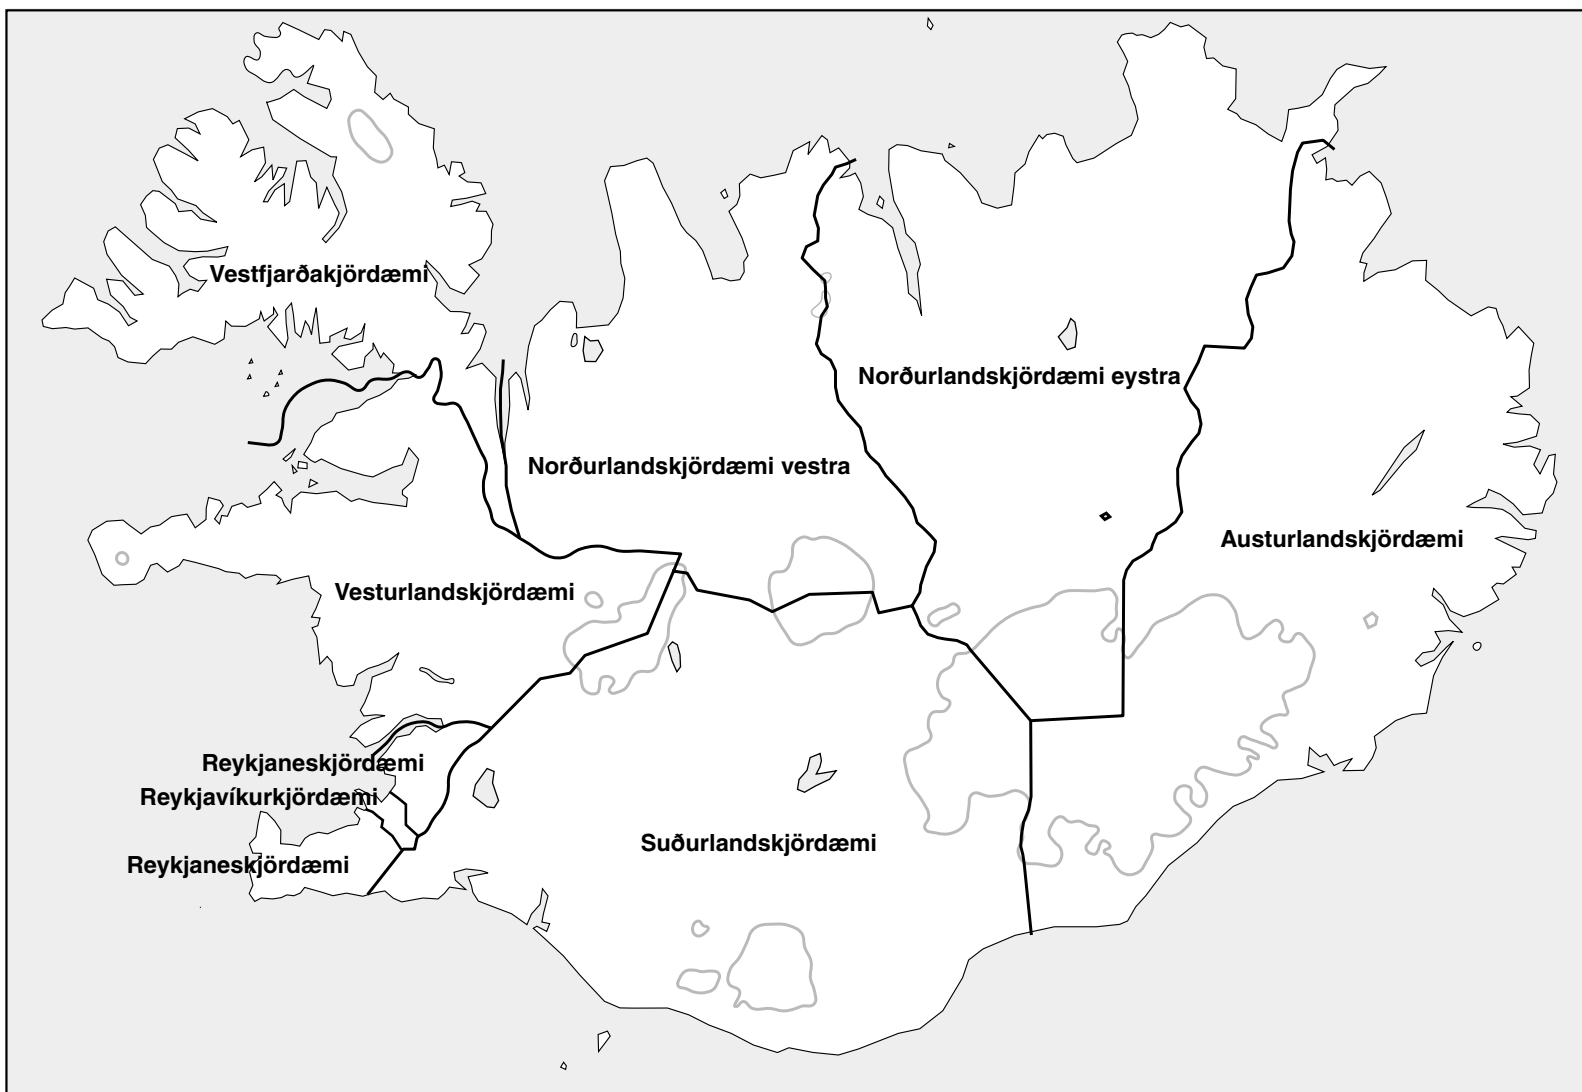 Vestfjarðakjördæmi
Norðurlandskjördæmi eystra
Norðurlandskjördæmi vestra
Austurlandskjördæmi
Vesturlandskjördæmi
Reykjaneskjördæmi
Reykjavíkurkjördæmi
Suðurlandskjördæmi
Reykjaneskjördæmi